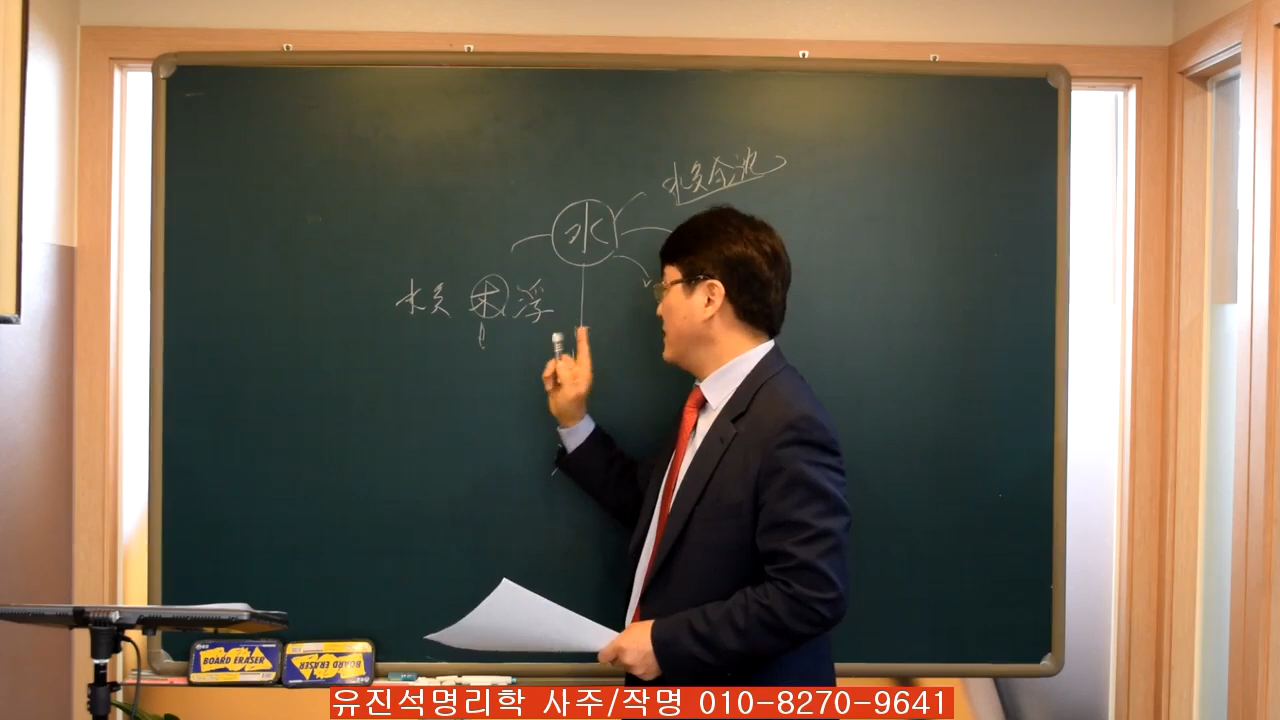 水多金沈
水
水多 木 浮
BOARD ERASER
BOARD ERASER
유진석명리학 사주/작명 010-8270-9641